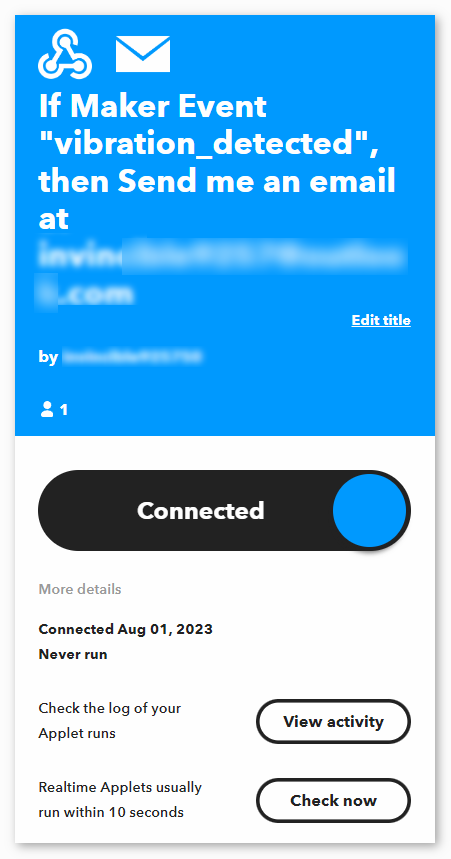 If Maker Event
"vibration_detected",
then Send me an email
at
.com
Edit title
by
1
Connected
More details
Connected Aug 01, 2023
Never run
Check the log of your
Applet runs
View activity
Realtime Applets usually
run within 10 seconds
Check now